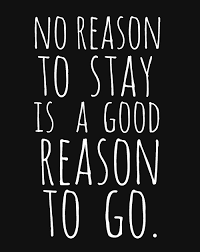 NO REASON
TO STAY
IS A GOOD
REASON
TO GO.